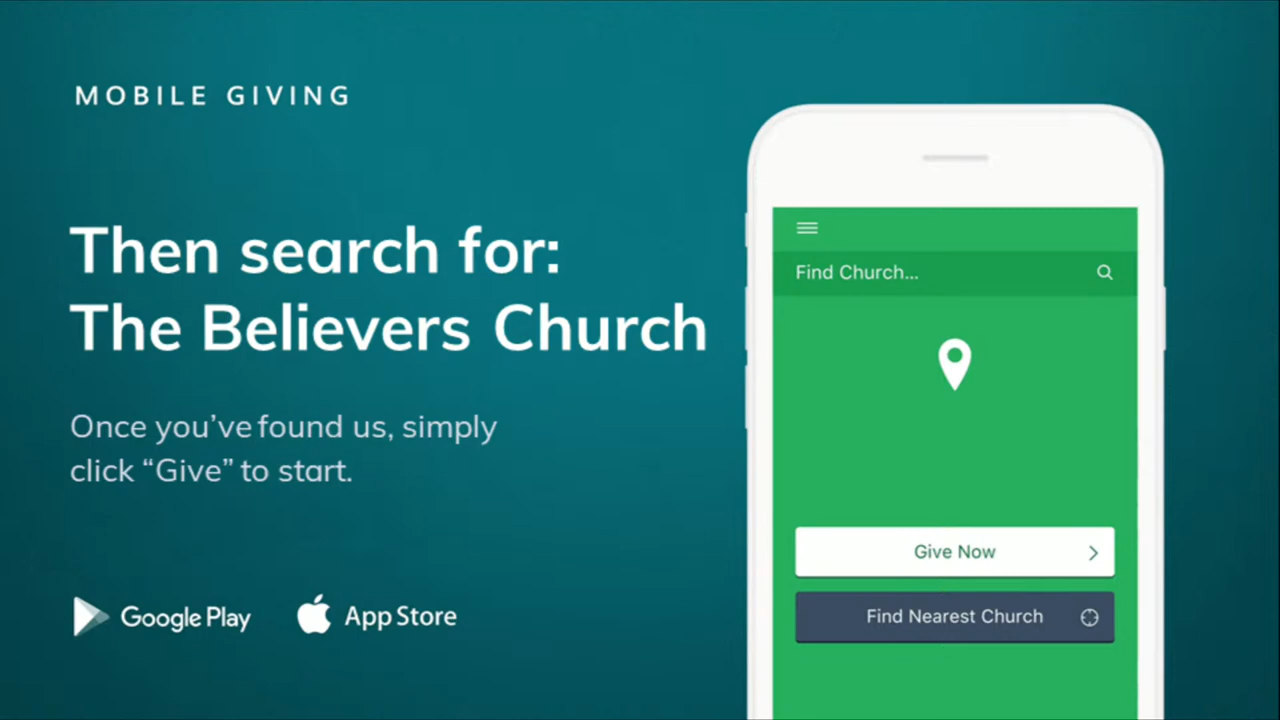 MOBILE GIVING
Then search for:
The Believers Church
Once you’ve found us, simply
click “Give” to start.
Google Play
App Store
Find Church...
Give Now
Find Nearest Church